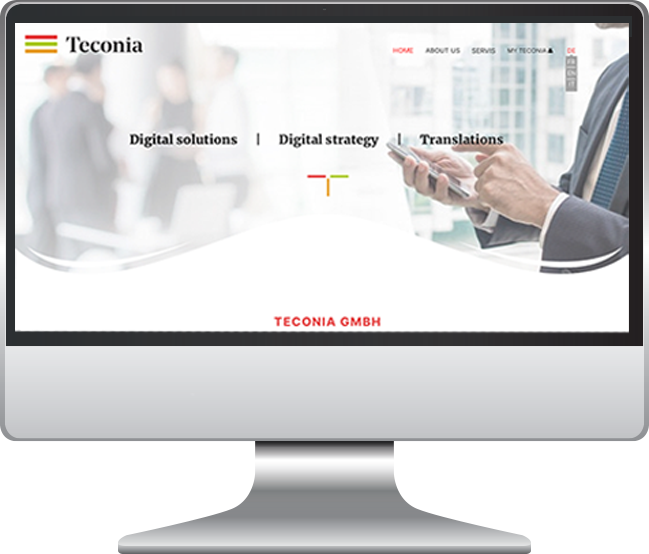 Teconia
HOME ABOUT US SERVIS MY TECONIA DE
Digital solutions | Digital strategy | Translations
TECONIA GMBH